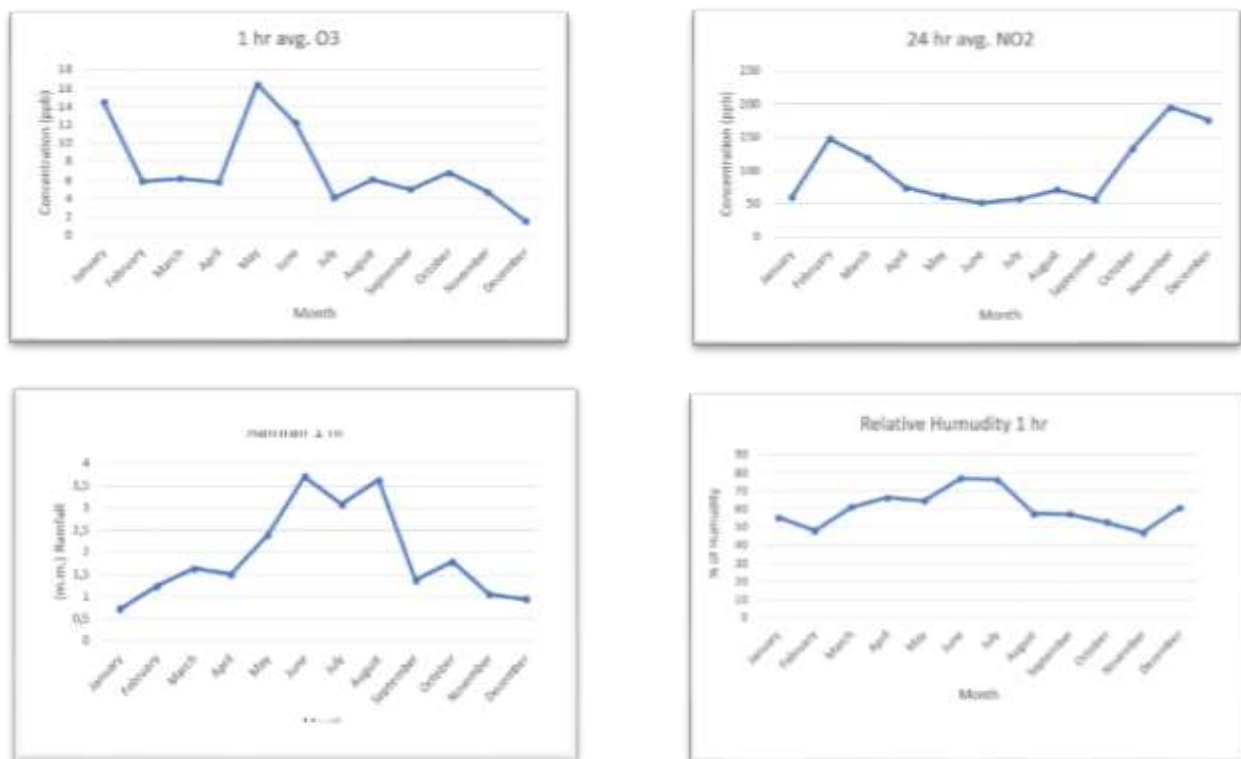 1 hr avg. O3
Concentration (ppb)
18
16
14
12
10
8
6
4
2
0
January
February
March
April
May
June
July
August
September
October
November
December
Month
24 hr avg. NO2
Concentration (ppb)
250
200
150
100
50
0
January
February
March
April
May
June
July
August
September
October
November
December
Month
(m.m.) Rainfall
4
3,5
3
2,5
2
1,5
1
0,5
0
January
February
March
April
May
June
July
August
September
October
November
December
Relative Humudity 1 hr
% of Humudity
90
80
70
60
50
40
30
20
10
0
January
February
March
April
May
June
July
August
September
October
November
December
Month